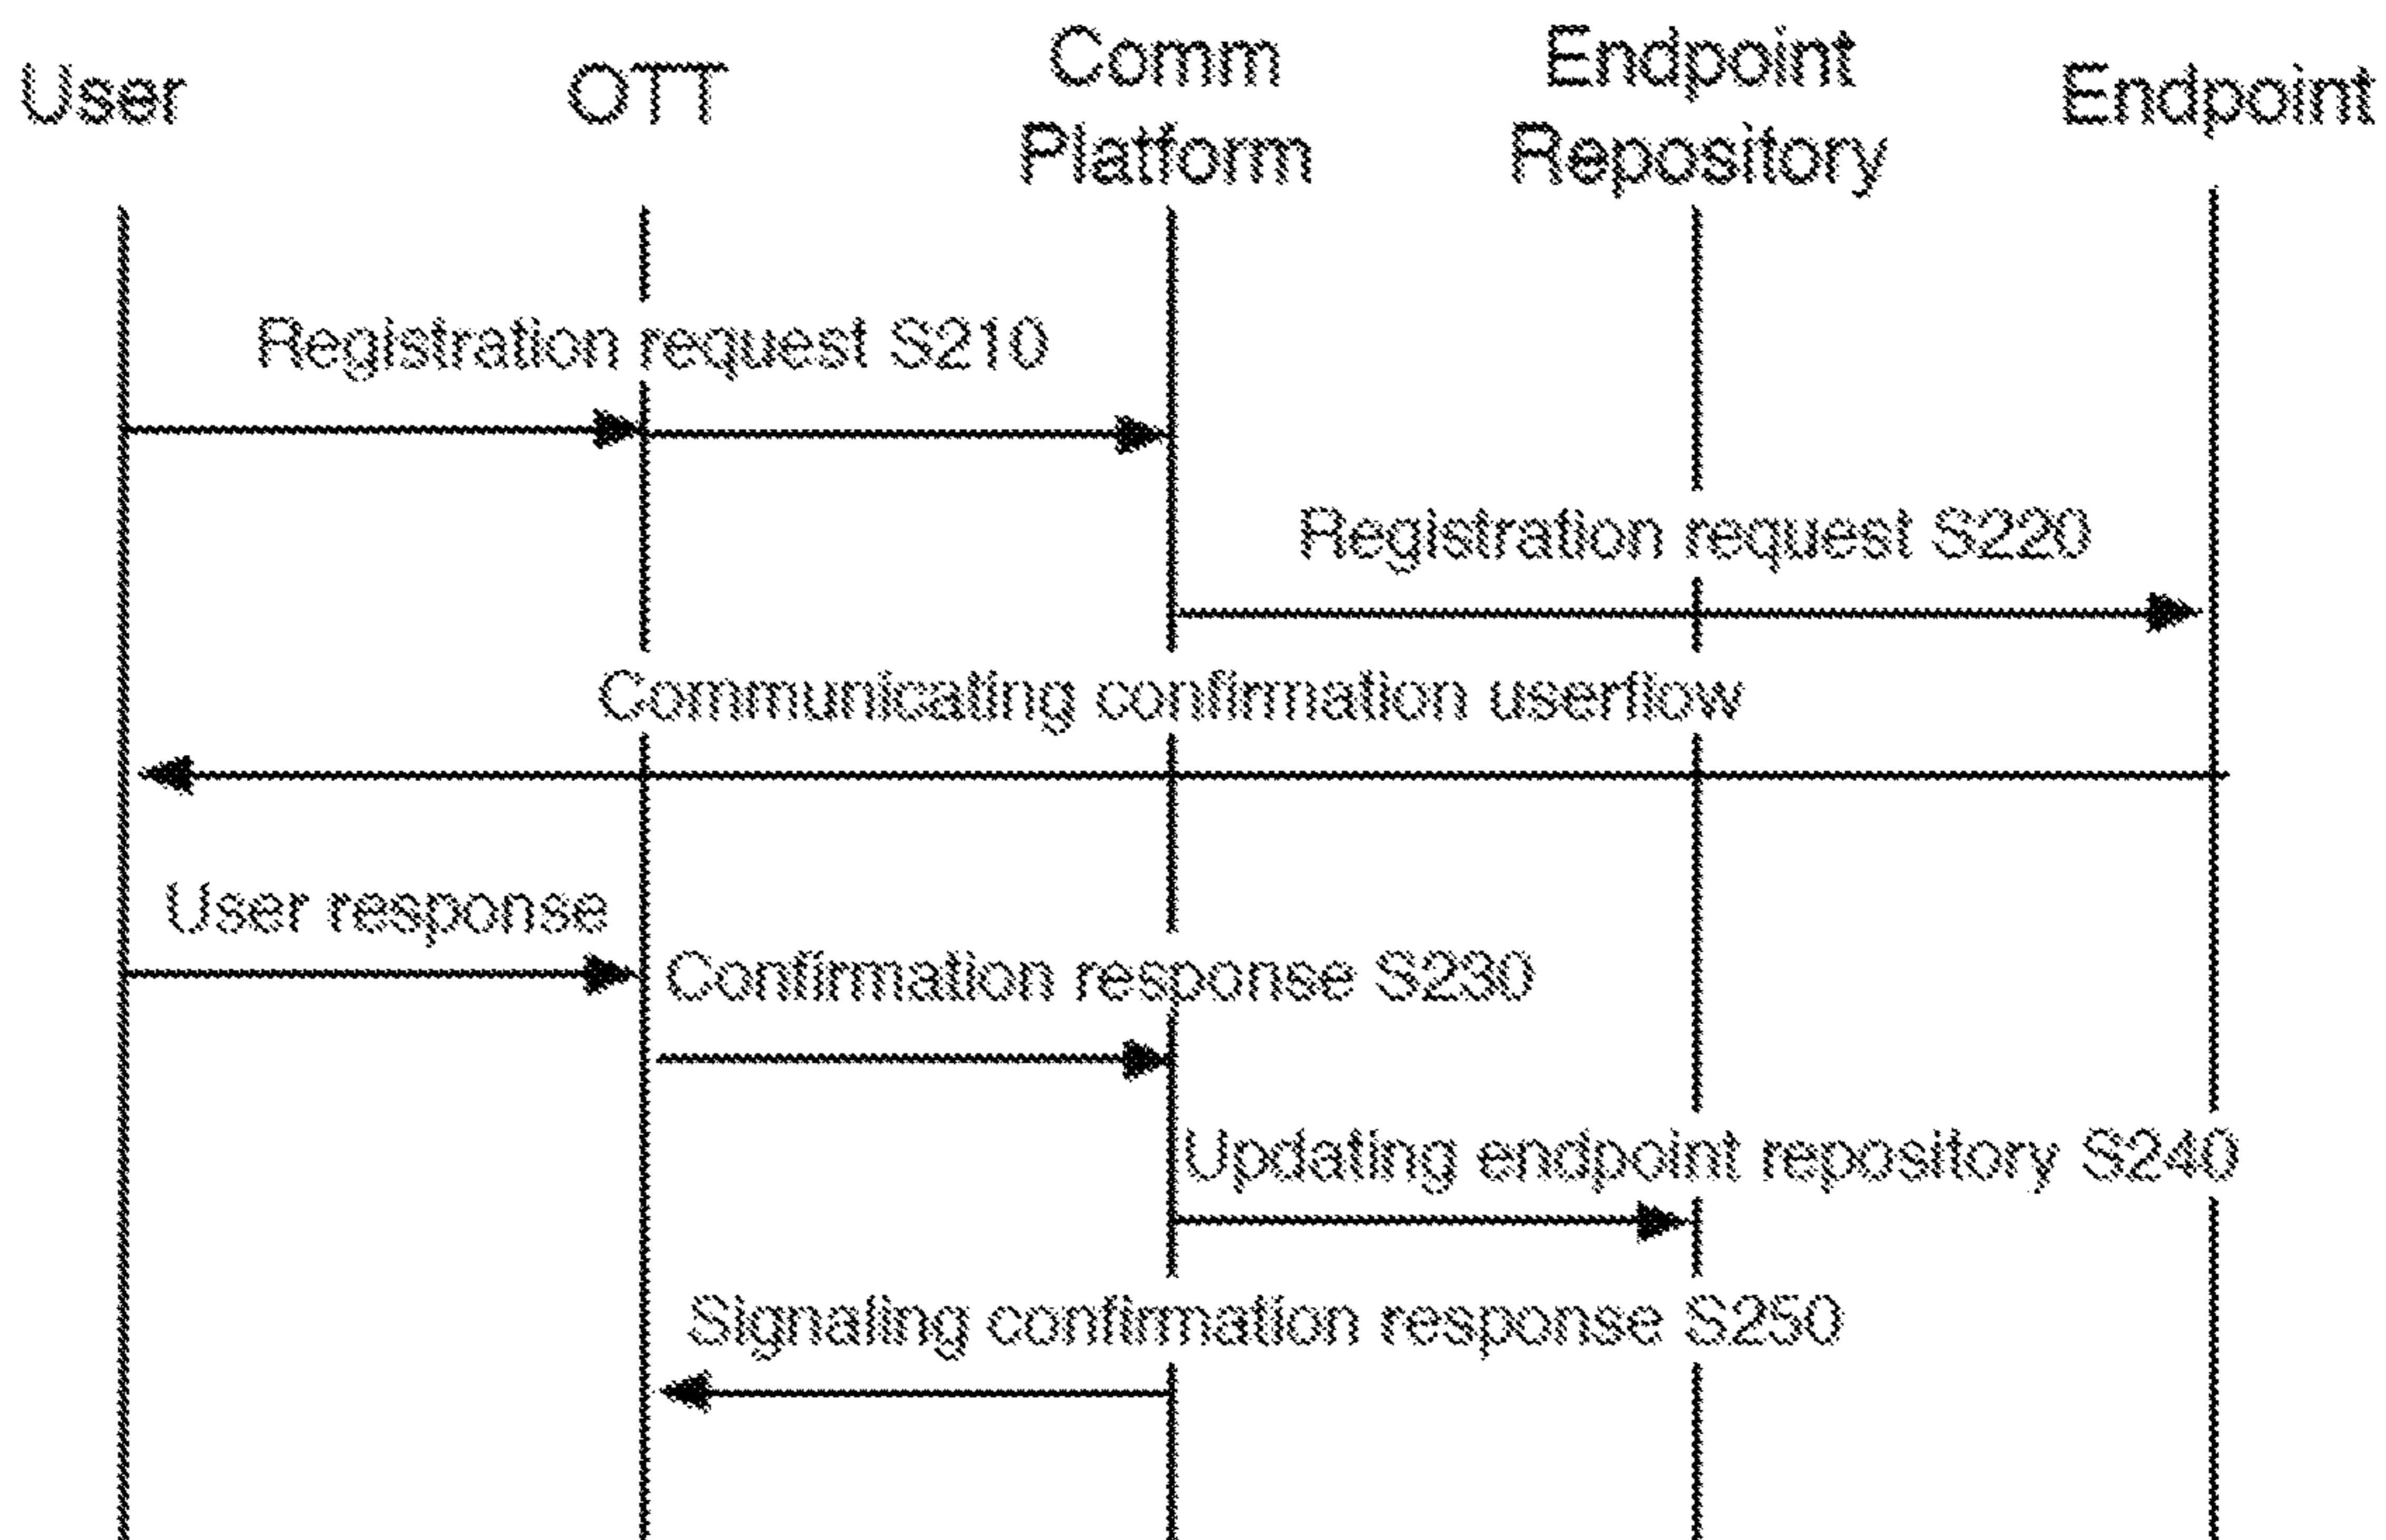 User
OTT
Comm
Platform
Endpoint
Repository
Endpoint
Registration request S210
Registration request S220
Communicating confirmation userflow
User response
Confirmation response S230
Updating endpoint repository S240
Signaling confirmation response S250